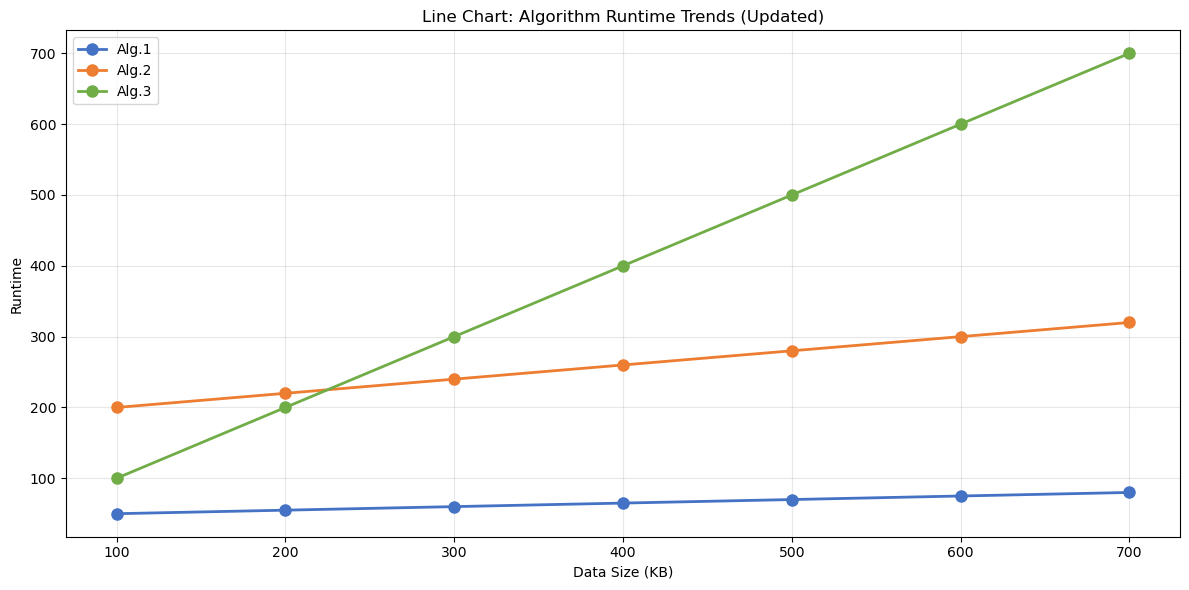 Line Chart: Algorithm Runtime Trends (Updated)
Alg.1
Alg.2
Alg.3
700
600
500
400
300
200
100
Runtime
100 200 300 400 500 600 700
Data Size (KB)